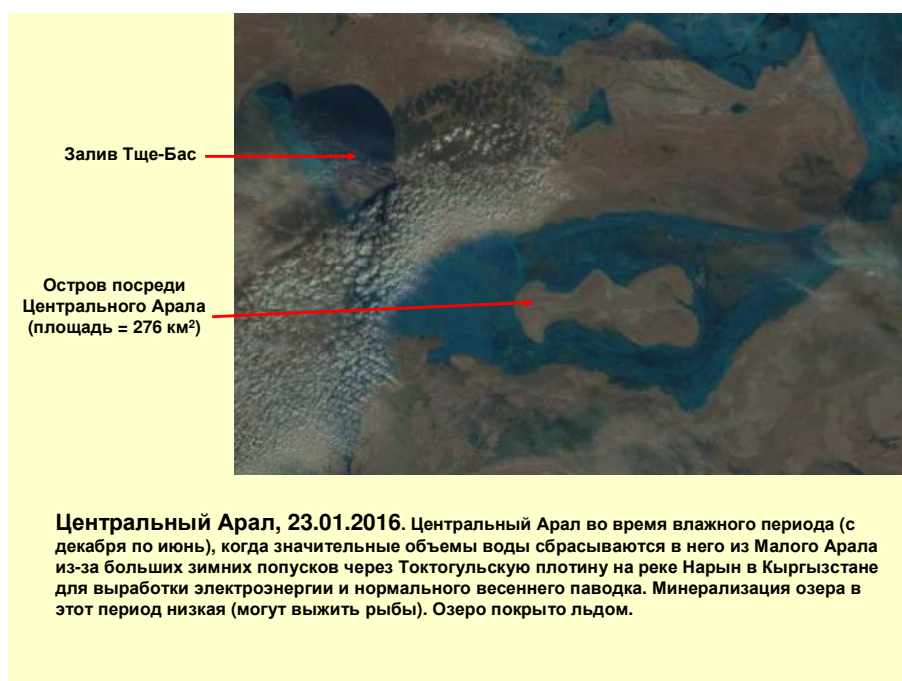 Залив Тще-Бас
Остров посреди
Центрального Арала
(площадь = 276 км²)
Центральный Арал, 23.01.2016. Центральный Арал во время влажного периода (с
декабря по июнь), когда значительные объемы воды сбрасываются в него из Малого Арала
из-за больших зимних попусков через Токтогульскую плотину на реке Нарын в Кыргызстане
для выработки электроэнергии и нормального весеннего паводка. Минерализация озера в
этот период низкая (могут выжить рыбы). Озеро покрыто льдом.